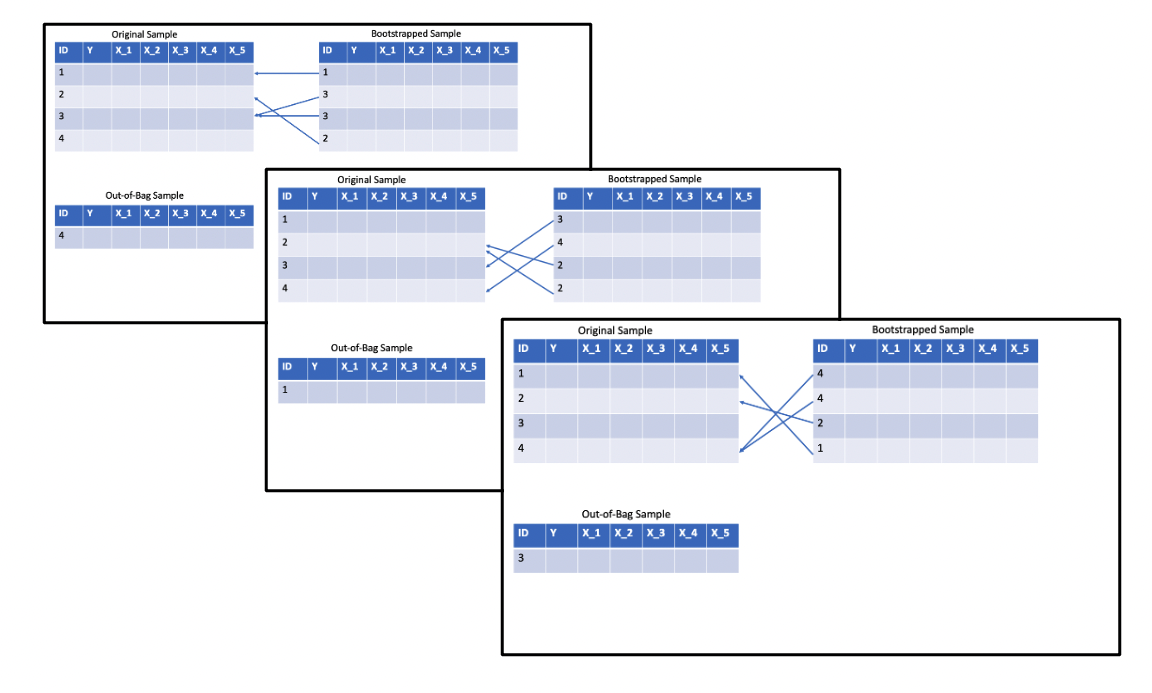 Original Sample
Bootstrapped Sample
ID Y X_1 X_2 X_3 X_4 X_5
ID Y X_1 X_2 X_3 X_4 X_5
1
1
2
3
3
3
4
2
Out-of-Bag Sample
ID Y X_1 X_2 X_3 X_4 X_5
4
Original Sample
Bootstrapped Sample
ID Y X_1 X_2 X_3 X_4 X_5
ID Y X_1 X_2 X_3 X_4 X_5
1
3
2
4
3
2
4
2
Out-of-Bag Sample
ID Y X_1 X_2 X_3 X_4 X_5
1
Original Sample
Bootstrapped Sample
ID Y X_1 X_2 X_3 X_4 X_5
ID Y X_1 X_2 X_3 X_4 X_5
1
4
2
4
3
2
4
1
Out-of-Bag Sample
ID Y X_1 X_2 X_3 X_4 X_5
3